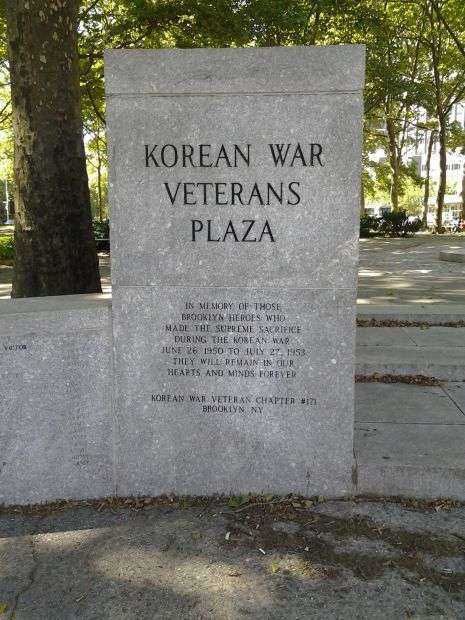 KOREAN WAR
VETERANS
PLAZA
IN MEMORY OF THOSE
BROOKLYN HEROES WHO
MADE THE SUPREME SACRIFICE
DURING THE KOREAN WAR
JUNE 26 1950 TO JULY 27, 1953
THEY WILL REMAIN IN OUR
HEARTS AND MINDS FOREVER
KOREAN WAR VETERAN CHAPTER #171
BROOKLYN NY